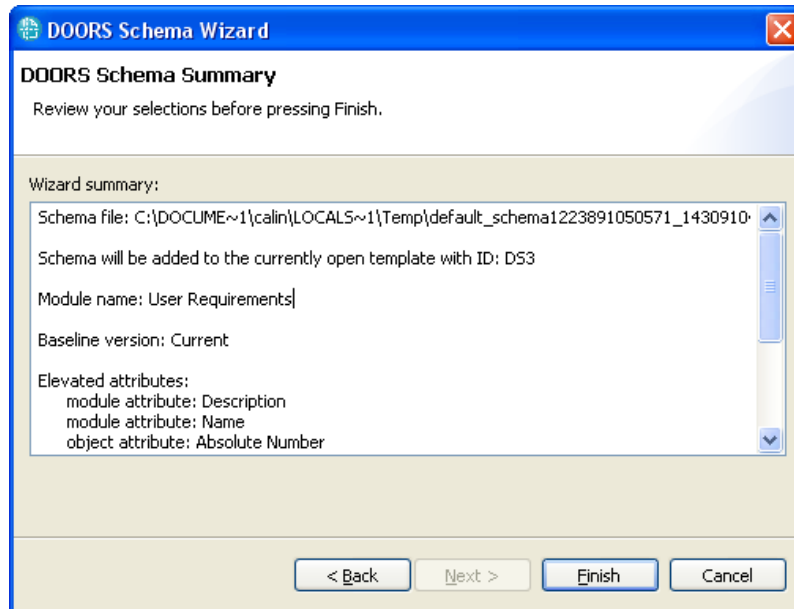 DOORS Schema Wizard
DOORS Schema Summary
Review your selections before pressing Finish.
Wizard summary:
Schema file: C:\DOCUME~1\calin\LOCALS~1\Temp\default_schema1223891050571_1430910
Schema will be added to the currently open template with ID: DS3
Module name: User Requirements
Baseline version: Current
Elevated attributes:
module attribute: Description
module attribute: Name
object attribute: Absolute Number
< Back
Next >
Finish
Cancel